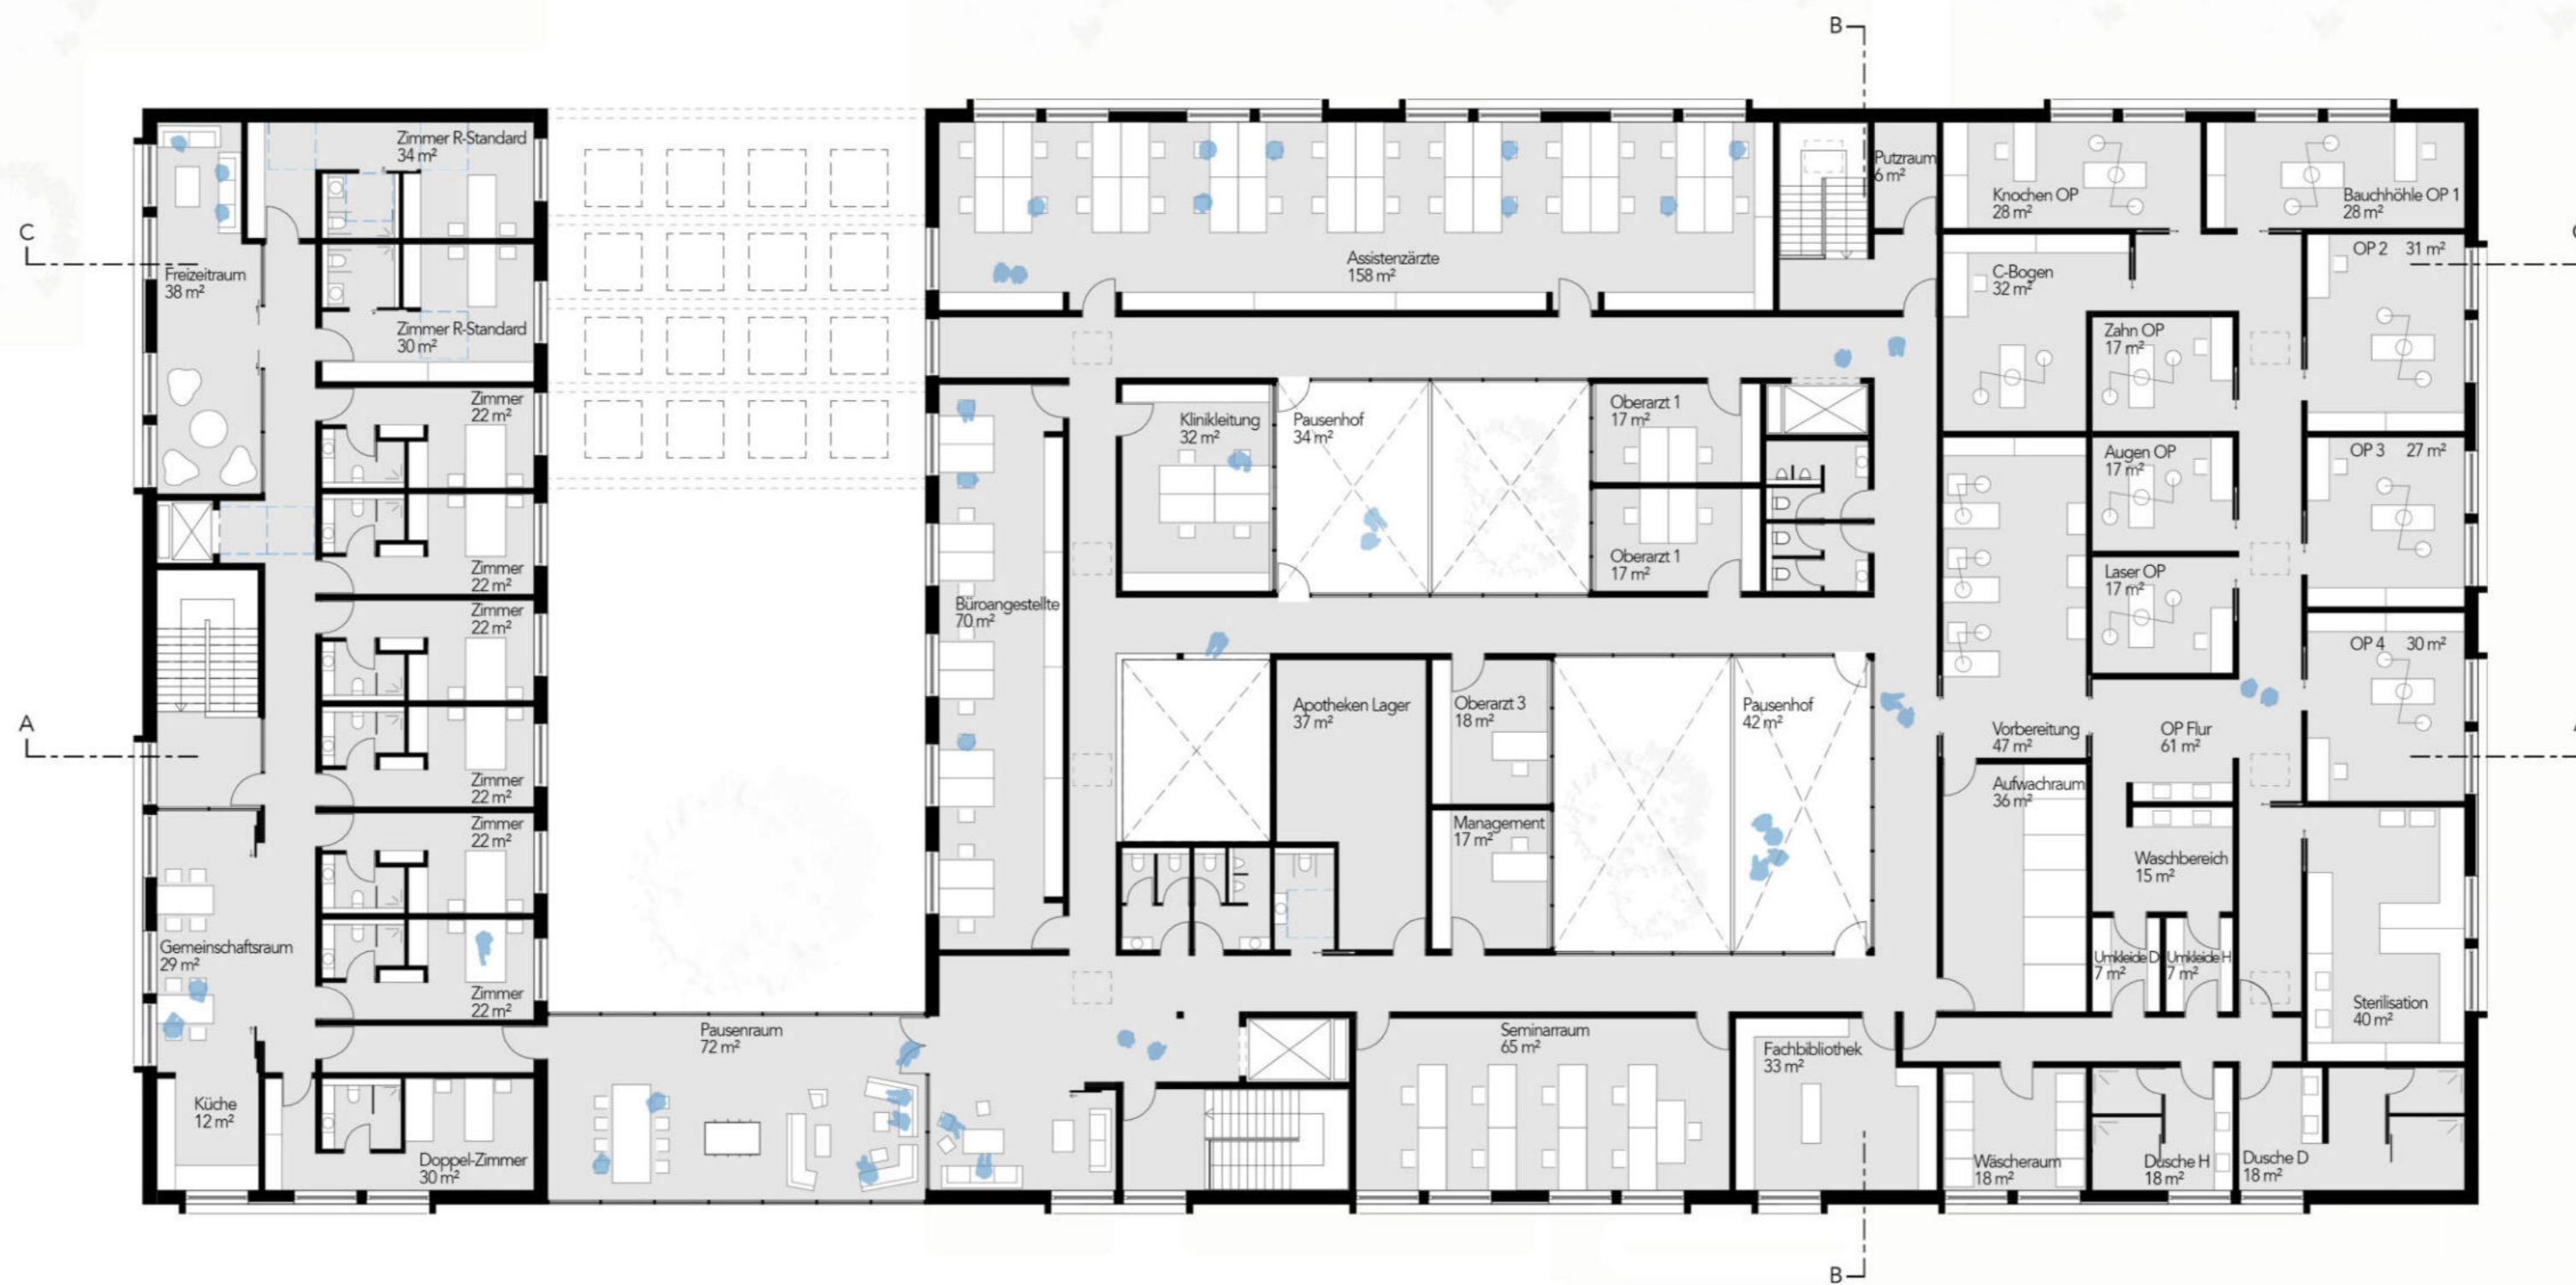 B
Zimmer R-Standard
34 m²
Putzraum
6 m²
Knochen OP
28 m²
Bauchhöhle OP 1
28 m²
C
Freizeitraum
38 m²
Assistenzärzte
158 m²
C-Bogen
32 m²
OP 2 31 m²
Zimmer R-Standard
30 m²
Zahn OP
17 m²
Zimmer
22 m²
Klinikleitung
32 m²
Pausenhof
34 m²
Oberarzt 1
17 m²
Augen OP
17 m²
OP 3 27 m²
Oberarzt 1
17 m²
Zimmer
22 m²
Laser OP
17 m²
Zimmer
22 m²
Büroangestellte
70 m²
OP 4 30 m²
A
Apotheken Lager
37 m²
Oberarzt 3
18 m²
Pausenhof
42 m²
Vorbereitung
47 m²
OP Flur
61 m²
Zimmer
22 m²
Aufwachraum
36 m²
Zimmer
22 m²
Management
17 m²
Waschbereich
15 m²
Gemeinschaftsraum
29 m²
Umkleide D
7 m²
Umkleide H
7 m²
Zimmer
22 m²
Sterilisation
40 m²
Pausenraum
72 m²
Seminarraum
65 m²
Fachbibliothek
33 m²
Küche
12 m²
Doppel-Zimmer
30 m²
Wäscheraum
18 m²
Dusche H
18 m²
Dusche D
18 m²
B